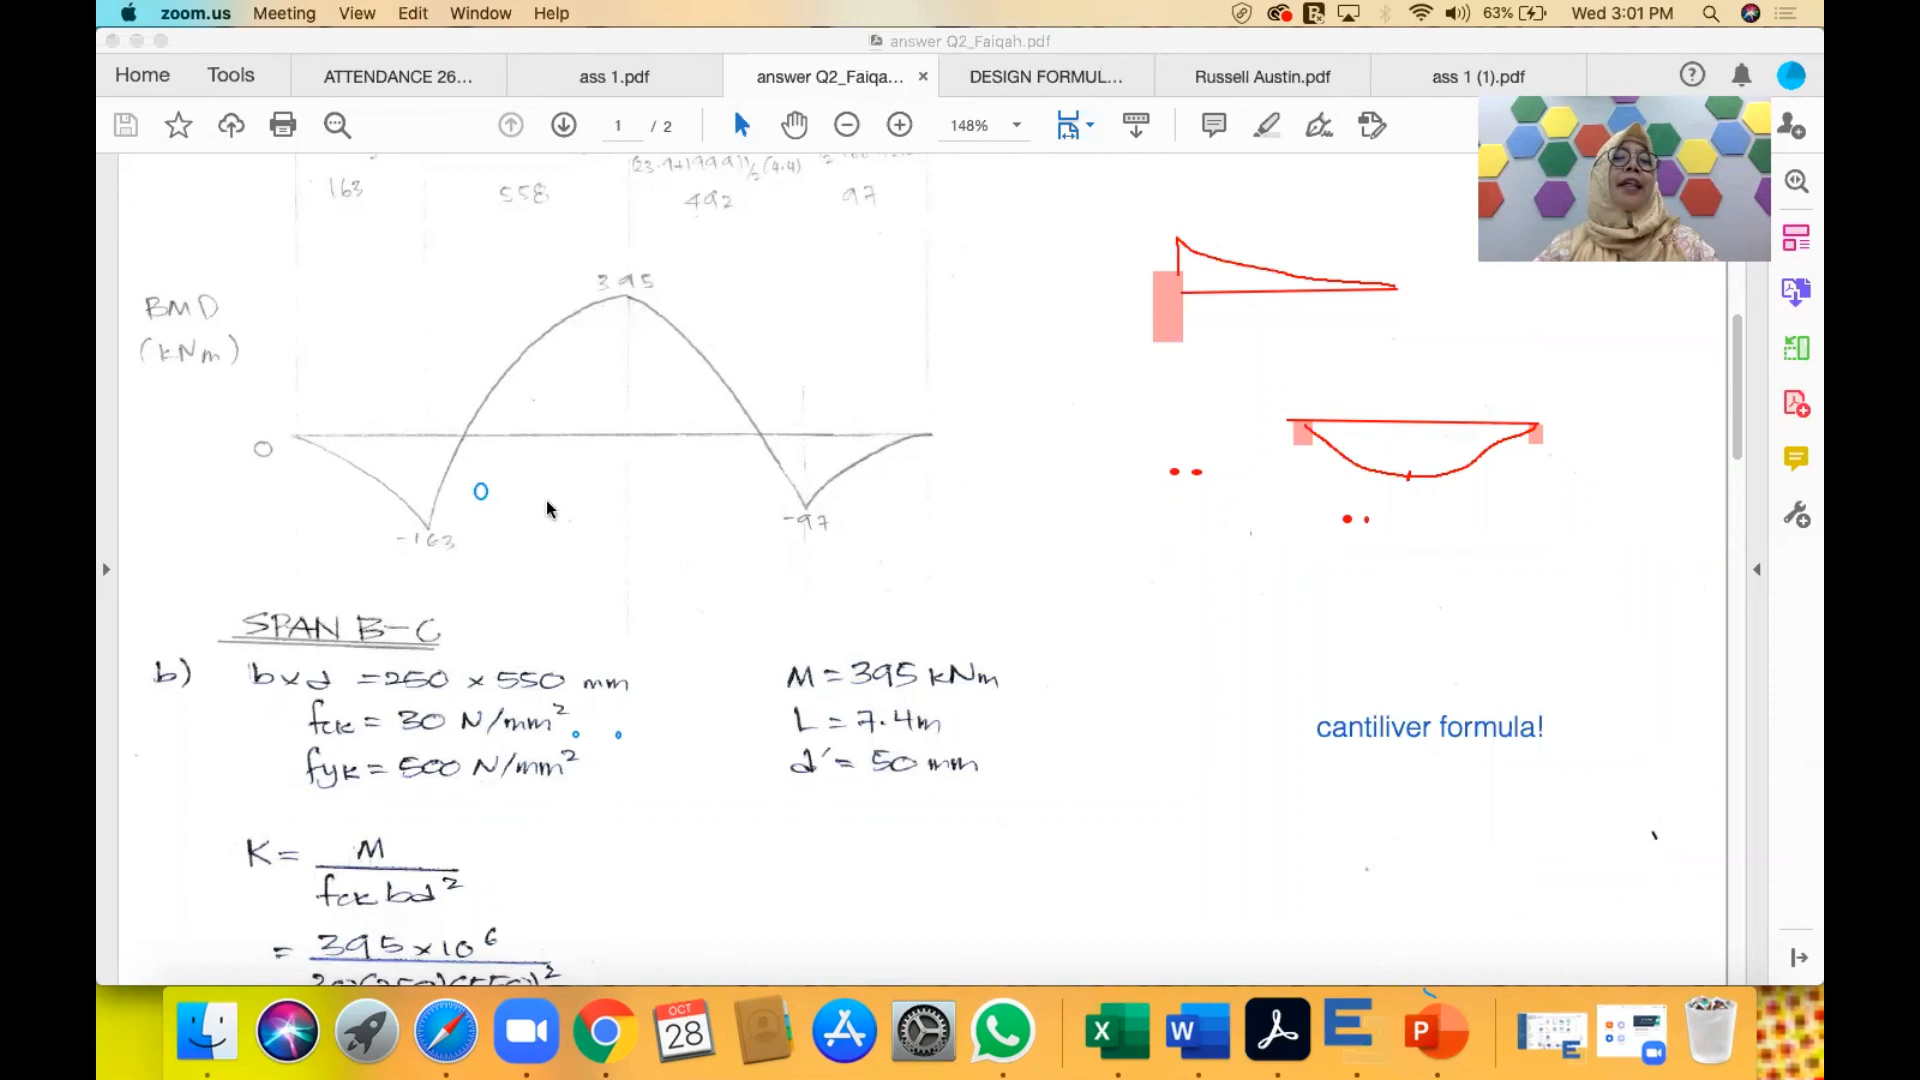 zoom.us Meeting View Edit Window Help 63% Wed 3:01 PM
answer Q2_Faiqah.pdf
Home Tools ATTENDANCE 26... ass 1.pdf answer Q2_Faiqa... × DESIGN FORMUL... Russell Austin.pdf ass 1 (1).pdf
1 / 2 148%
163 558 492 97
395
BMD
(kNm)
0
-163
-97
SPAN B-C
b) bxd = 250 x 550 mm M = 395 kNm
fck = 30 N/mm² L = 7.4m
fyk = 500 N/mm² d' = 50 mm
cantiliver formula!
K = M
fck bd²
= 395 x 10⁶
OCT
28
X W E P
E